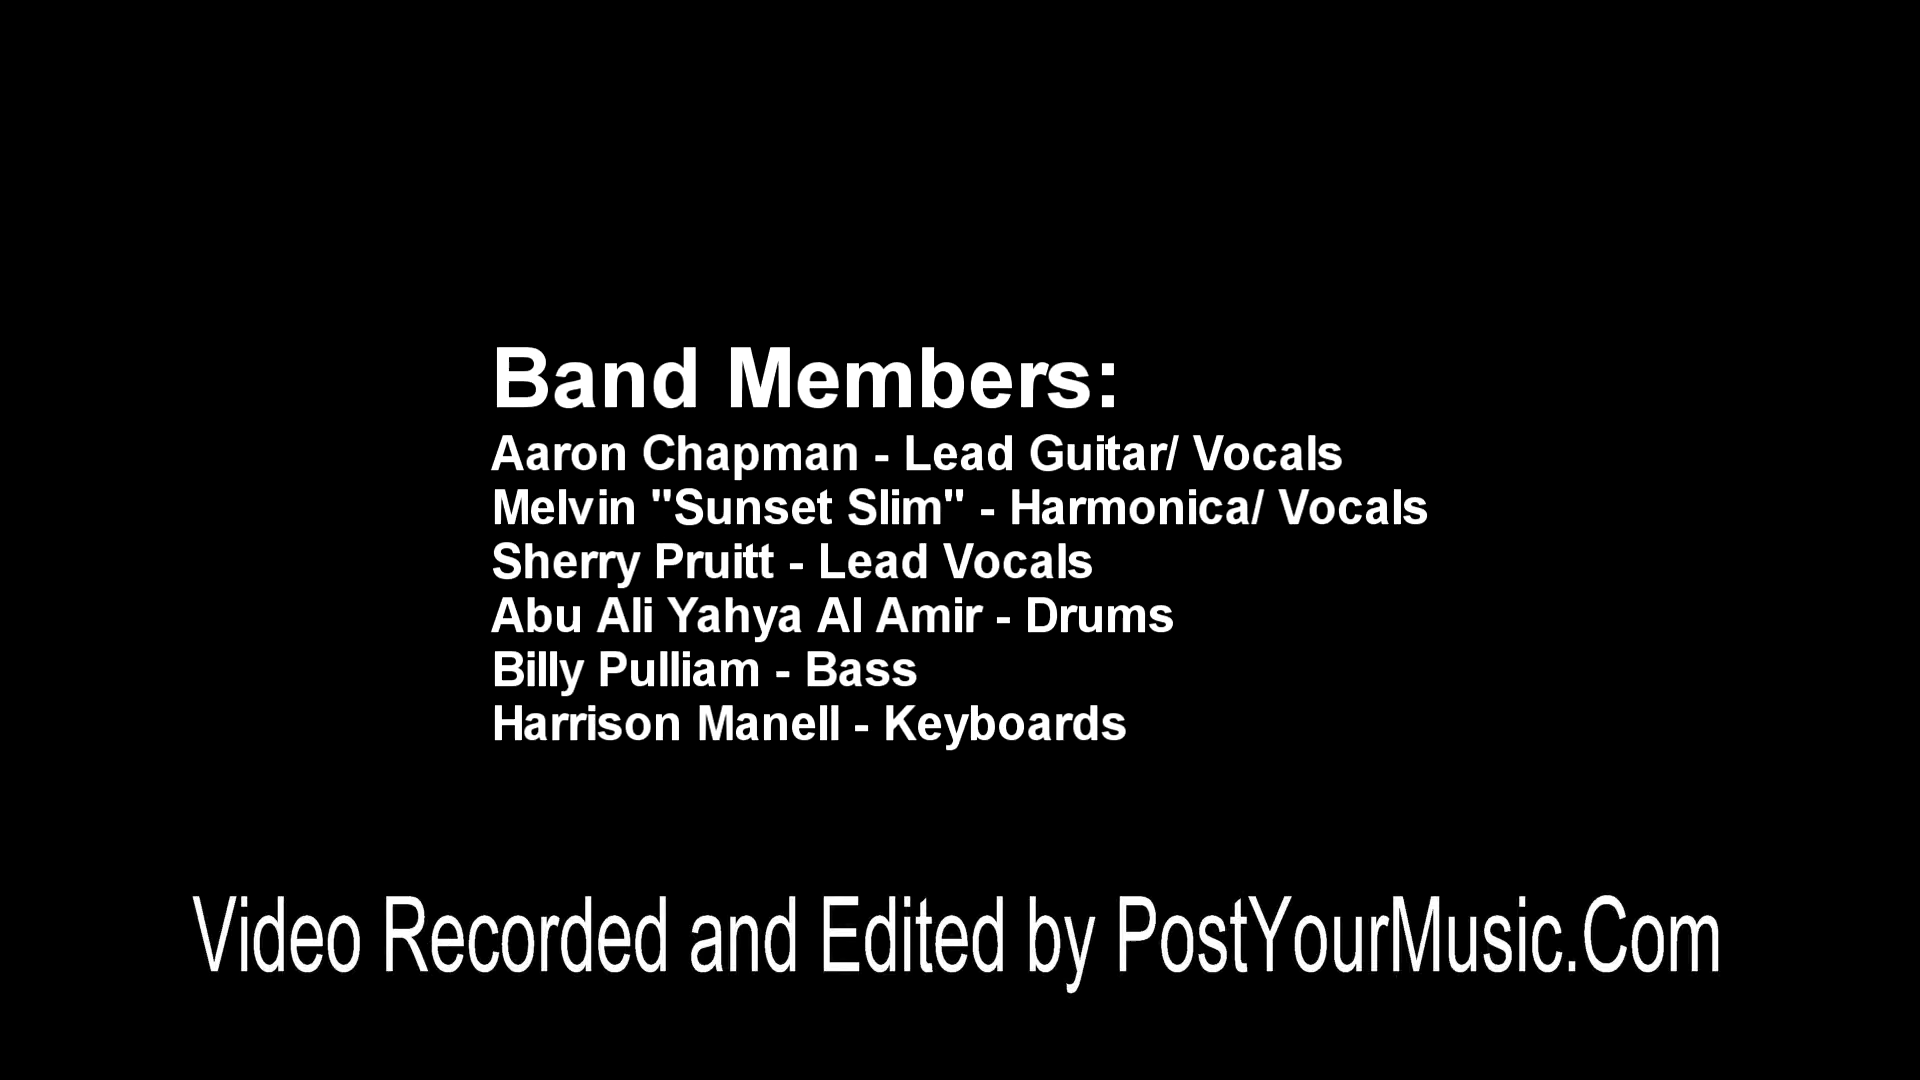 Band Members:
Aaron Chapman - Lead Guitar/ Vocals
Melvin "Sunset Slim" - Harmonica/ Vocals
Sherry Pruitt - Lead Vocals
Abu Ali Yahya Al Amir - Drums
Billy Pulliam - Bass
Harrison Manell - Keyboards
Video Recorded and Edited by PostYourMusic.Com